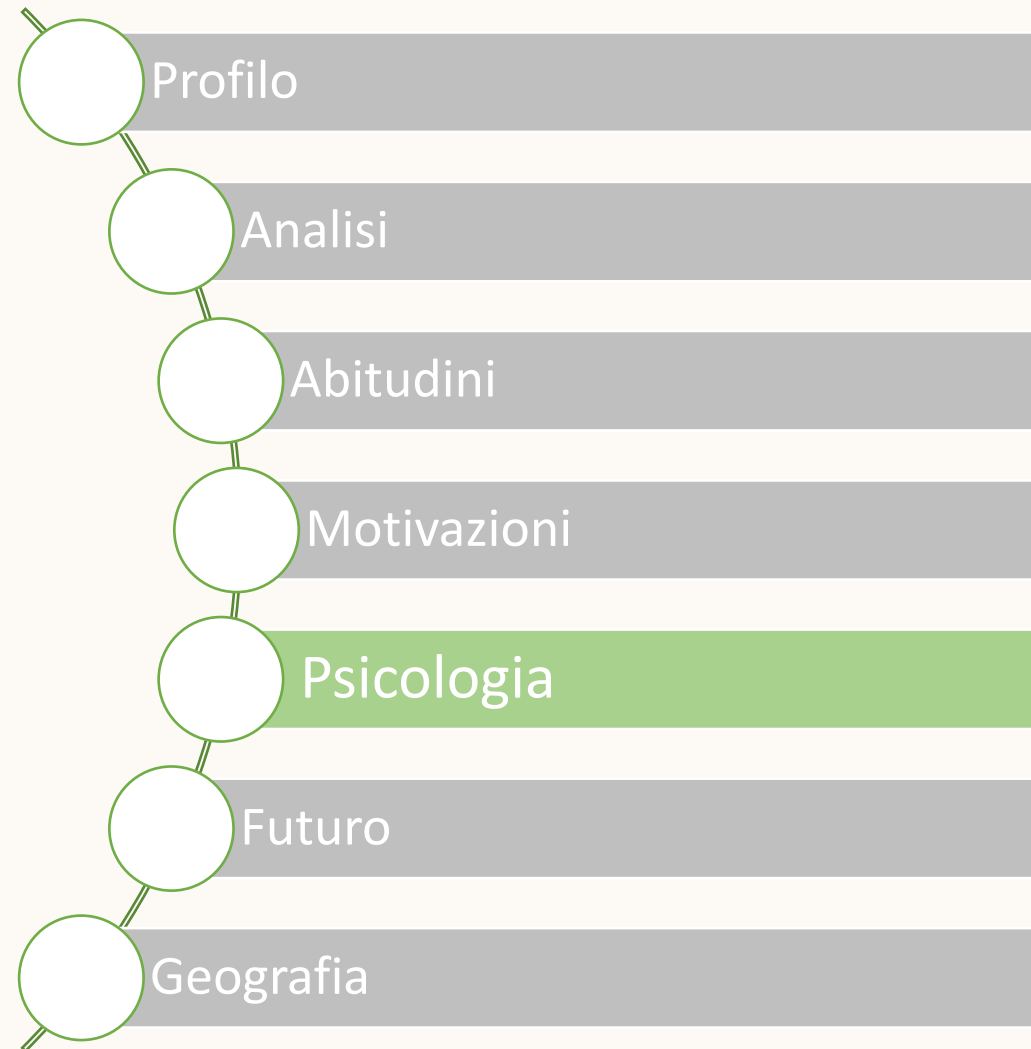 Profilo
Analisi
Abitudini
Motivazioni
Psicologia
Futuro
Geografia